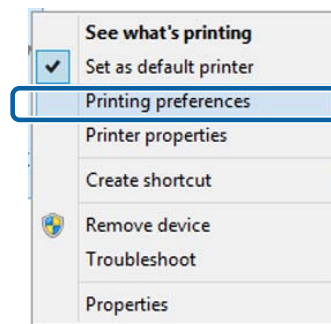 See what's printing
Set as default printer
Printing preferences
Printer properties
Create shortcut
Remove device
Troubleshoot
Properties